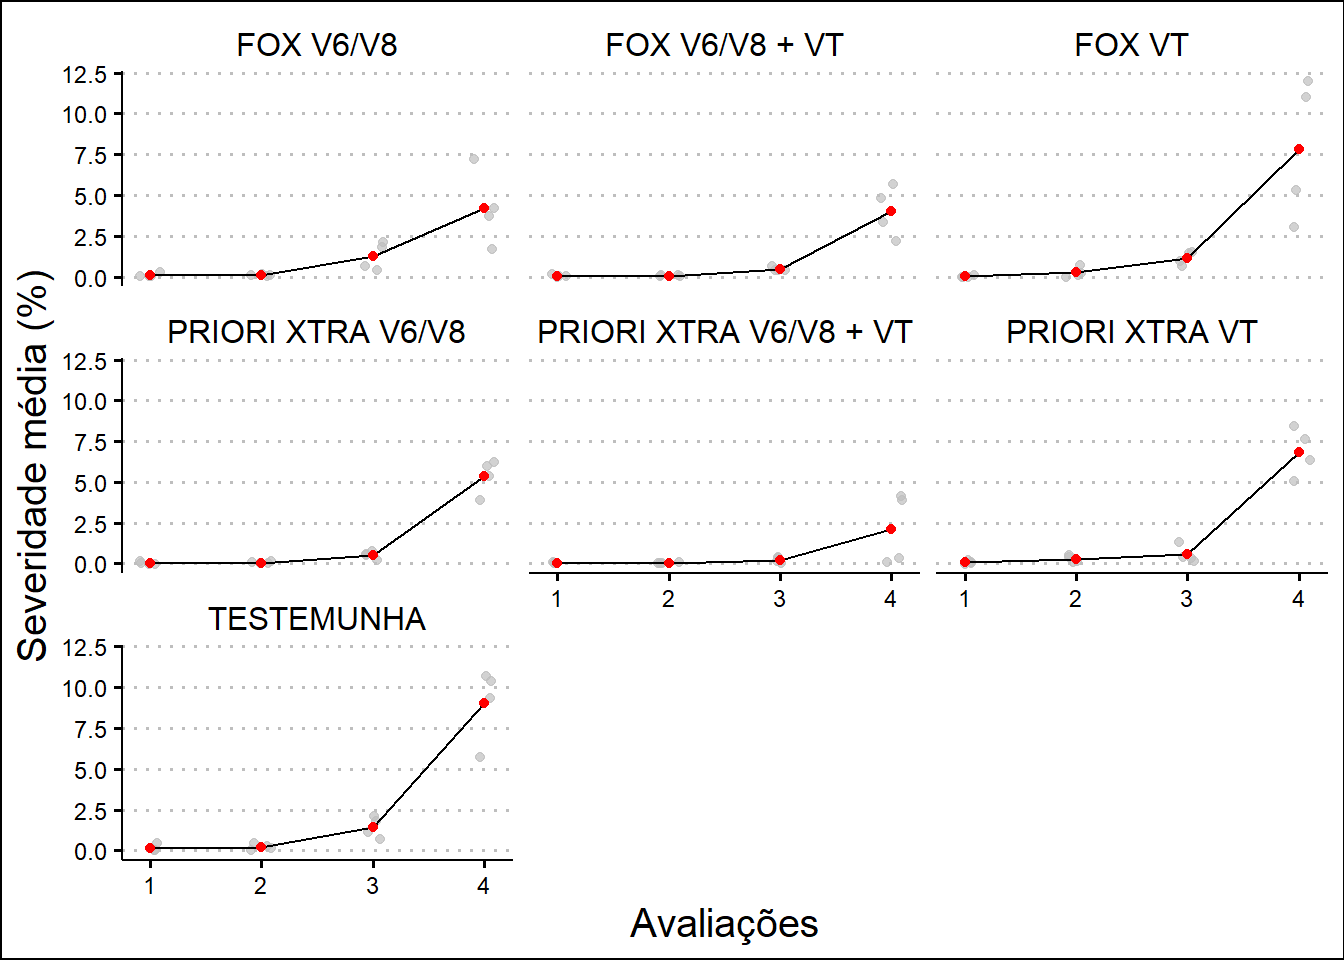 FOX V6/V8
FOX V6/V8 + VT
FOX VT
12.5
10.0
7.5
5.0
2.5
0.0
PRIORI XTRA V6/V8
PRIORI XTRA V6/V8 + VT
PRIORI XTRA VT
12.5
10.0
7.5
5.0
2.5
0.0
1 2 3 4
1 2 3 4
TESTEMUNHA
12.5
10.0
7.5
5.0
2.5
0.0
1 2 3 4
Severidade média (%)
Avaliações